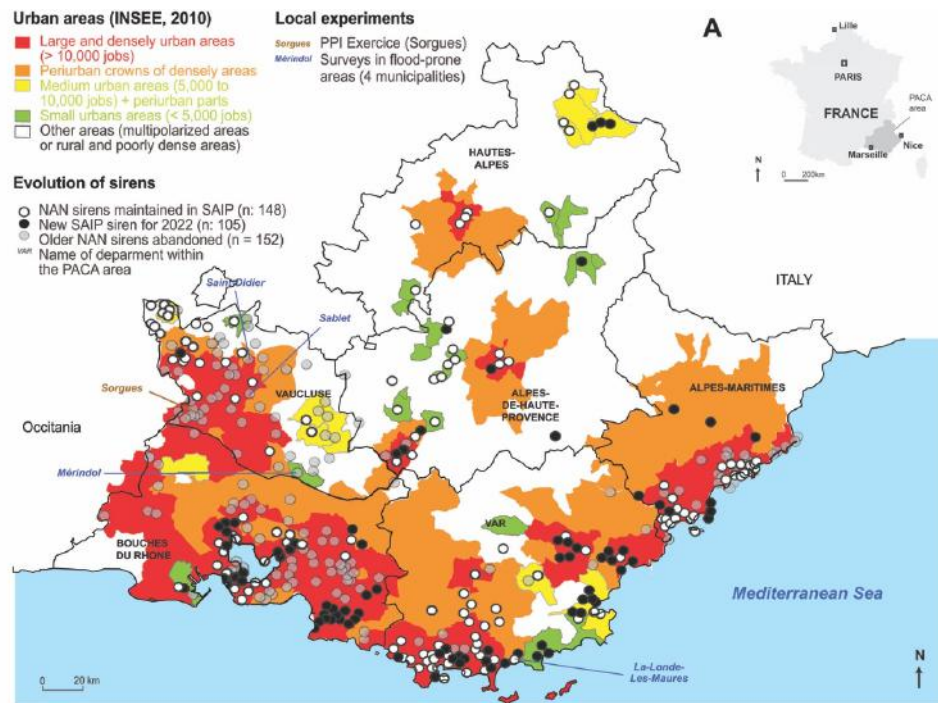 Urban areas (INSEE, 2010)
Large and densely urban areas
(> 10,000 jobs)
Periurban crowns of densely areas
Medium urban areas (5,000 to
10,000 jobs) + periurban parts
Small urbans areas (< 5,000 jobs)
Other areas (multipolarized areas
or rural and poorly dense areas)
Evolution of sirens
NAN sirens maintained in SAIP (n: 148)
New SAIP siren for 2022 (n: 105)
Older NAN sirens abandoned (n = 152)
VAR Name of deparment within
the PACA area
Local experiments
Sorgues PPI Exercice (Sorgues)
Mérindol Surveys in flood-prone
areas (4 municipalities)
A
Lille
PARIS
FRANCE
PACA
area
Nice
Marseille
N
0 200km
HAUTES-
ALPES
ITALY
Saint-Didier
Sablet
Sorgues
VAUCLUSE
ALPES-
DE-HAUTE-
PROVENCE
ALPES-MARITIMES
Occitania
Mérindol
VAR
BOUCHES
DU RHONE
Mediterranean Sea
La-Londe-
Les-Maures
N
0 20 km